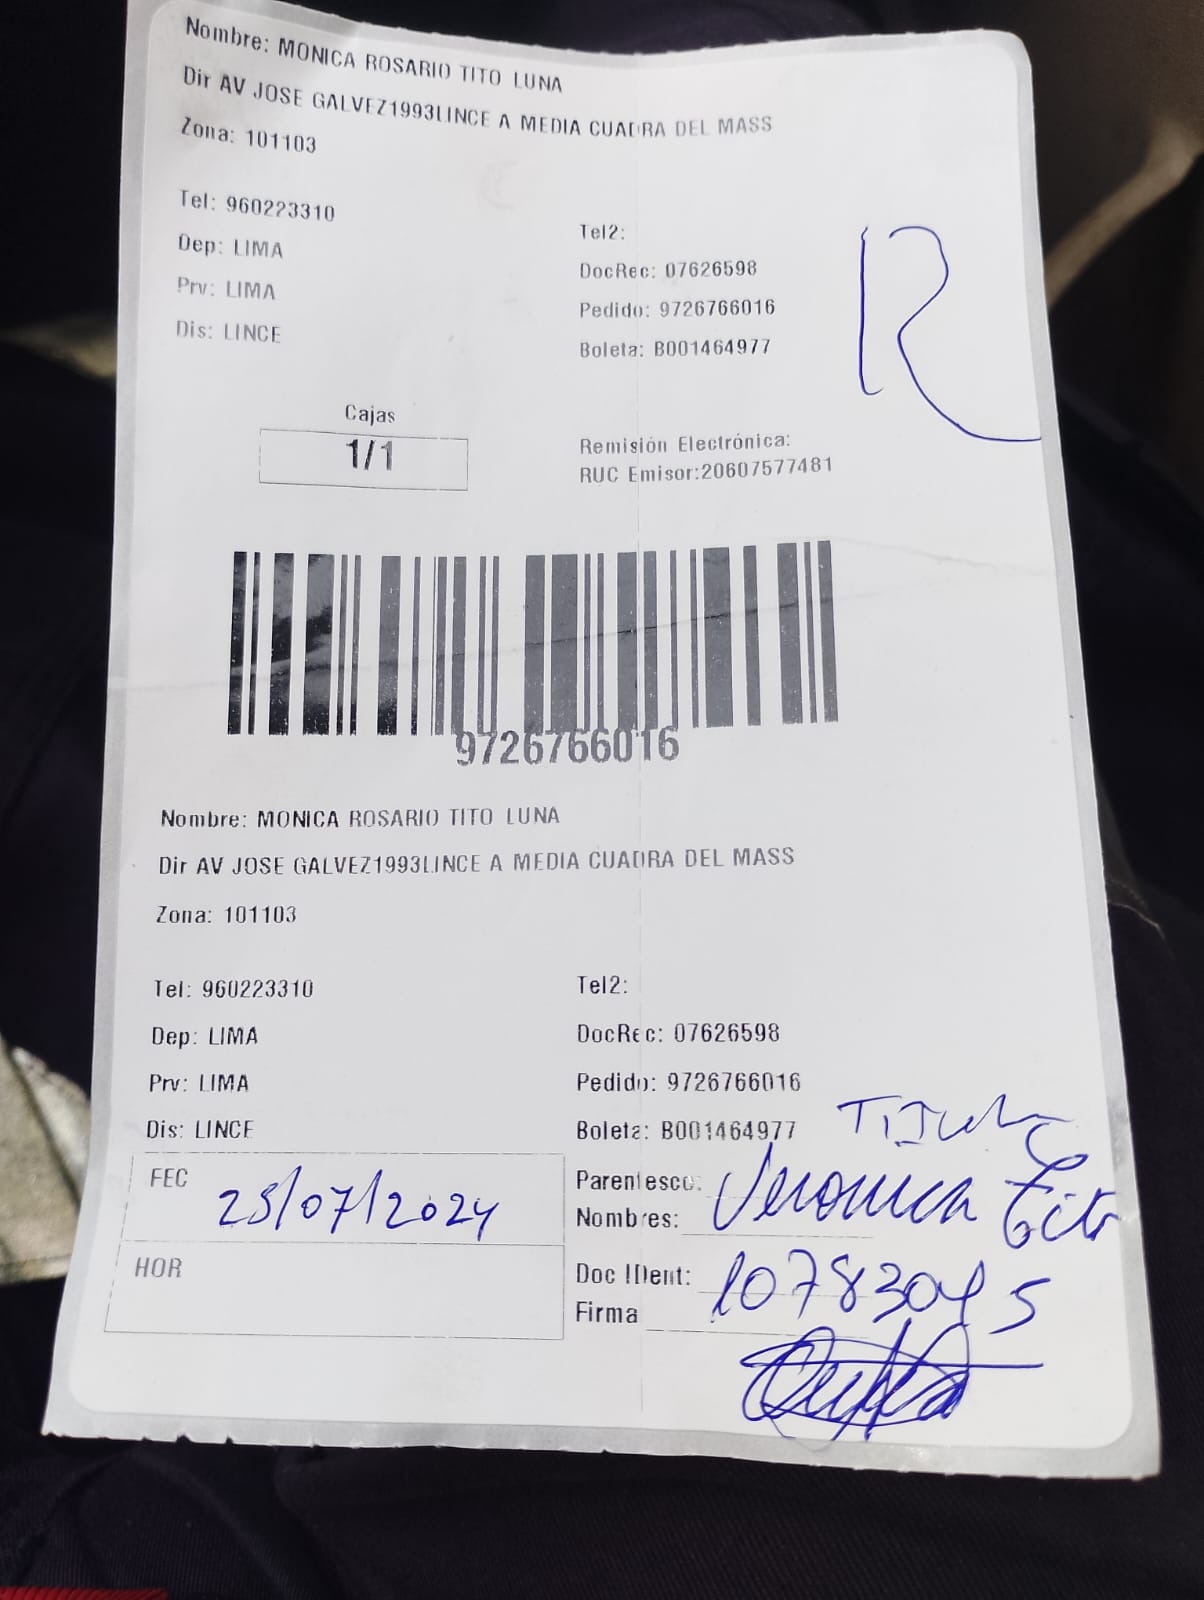 Nombre: MONICA ROSARIO TITO LUNA
Dir AV JOSE GALVEZ1993LINCE A MEDIA CUADRA DEL MASS
Zona: 101103
Tel: 960223310
Tel2:
Dep: LIMA
DocRec: 07626598
Prv: LIMA
Pedido: 9726766016
Dis: LINCE
Boleta: B001464977
R
Cajas
1/1
Remisión Electrónica:
RUC Emisor:20607577481
9726766016
Nombre: MONICA ROSARIO TITO LUNA
Dir AV JOSE GALVEZ1993LINCE A MEDIA CUADRA DEL MASS
Zona: 101103
Tel: 960223310
Tel2:
Dep: LIMA
DocRec: 07626598
Prv: LIMA
Pedido: 9726766016
Dis: LINCE
Boleta: B001464977
FEC 25/07/2024
Parentesco:
Nombres: Veronica Tito
HOR
Doc IDent: 10783045
Firma